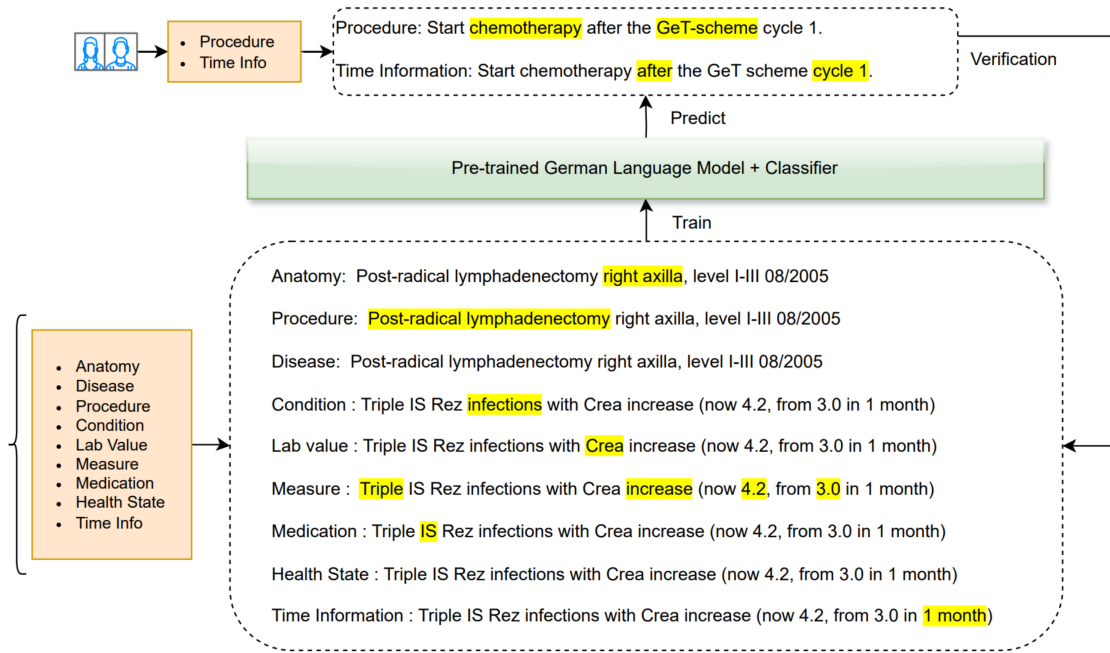 • Procedure
• Time Info
Procedure: Start chemotherapy after the GeT-scheme cycle 1.
Time Information: Start chemotherapy after the GeT scheme cycle 1.
Verification
Predict
Pre-trained German Language Model + Classifier
Train
• Anatomy
• Disease
• Procedure
• Condition
• Lab Value
• Measure
• Medication
• Health State
• Time Info
Anatomy: Post-radical lymphadenectomy right axilla, level I-III 08/2005
Procedure: Post-radical lymphadenectomy right axilla, level I-III 08/2005
Disease: Post-radical lymphadenectomy right axilla, level I-III 08/2005
Condition : Triple IS Rez infections with Crea increase (now 4.2, from 3.0 in 1 month)
Lab value : Triple IS Rez infections with Crea increase (now 4.2, from 3.0 in 1 month)
Measure : Triple IS Rez infections with Crea increase (now 4.2, from 3.0 in 1 month)
Medication : Triple IS Rez infections with Crea increase (now 4.2, from 3.0 in 1 month)
Health State : Triple IS Rez infections with Crea increase (now 4.2, from 3.0 in 1 month)
Time Information : Triple IS Rez infections with Crea increase (now 4.2, from 3.0 in 1 month)